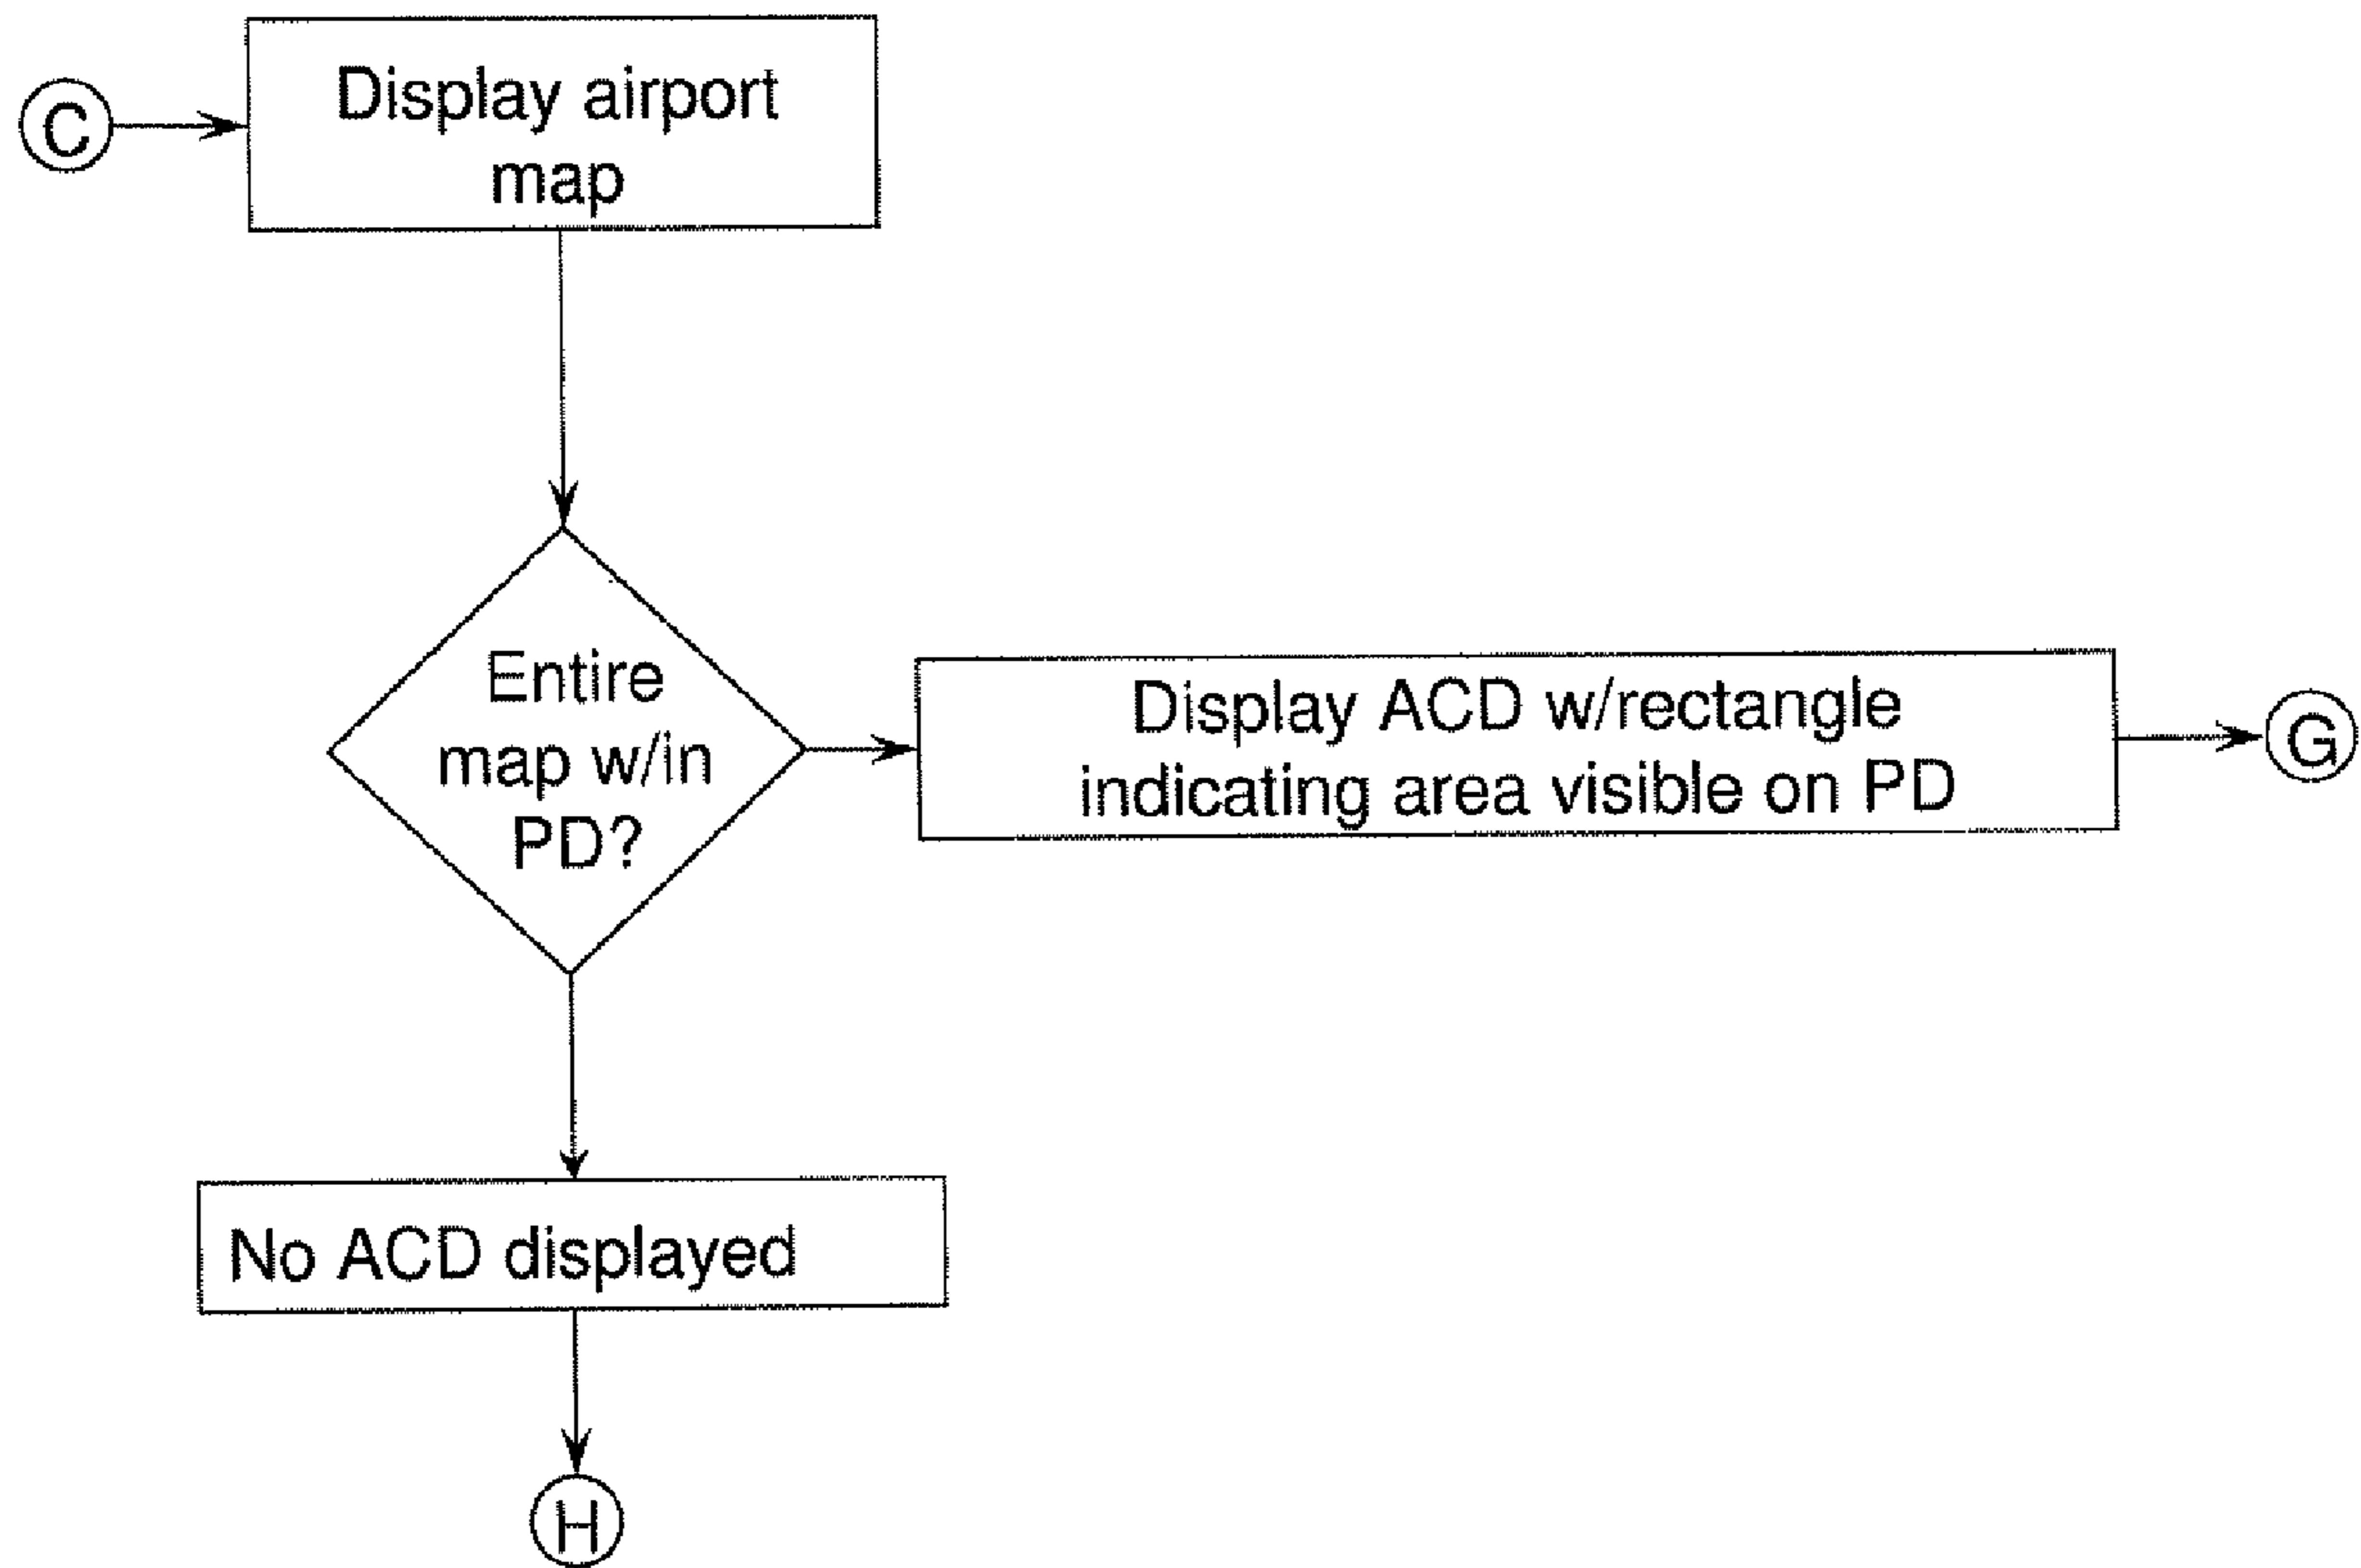 C
Display airport
map
Entire
map w/in
PD?
Display ACD w/rectangle
indicating area visible on PD
G
No ACD displayed
H